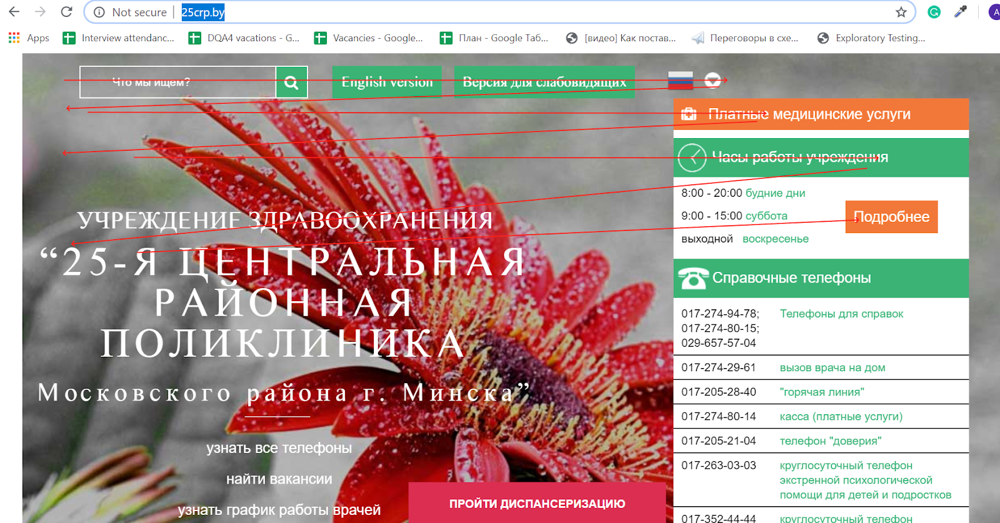 Not secure | 25crp.by
A
Apps
Interview attendanc...
DQA4 vacations - G...
Vacancies - Google...
План - Google Таб...
[видео] Как постав...
Переговоры в схе...
Exploratory Testing...
Что мы ищем?
English version
Версия для слабовидящих
Платные медицинские услуги
Часы работы учреждения
8:00 - 20:00 будние дни
9:00 - 15:00 суббота
выходной воскресенье
Подробнее
УЧРЕЖДЕНИЕ ЗДРАВООХРАНЕНИЯ
“25-Я ЦЕНТРАЛЬНАЯ
РАЙОННАЯ
ПОЛИКЛИНИКА
Московского района г. Минска”
узнать все телефоны
найти вакансии
узнать график работы врачей
ПРОЙТИ ДИСПАНСЕРИЗАЦИЮ
Справочные телефоны
017-274-94-78; Телефоны для справок
017-274-80-15;
029-657-57-04
017-274-29-61 вызов врача на дом
017-205-28-40 "горячая линия"
017-274-80-14 касса (платные услуги)
017-205-21-04 телефон "доверия"
017-263-03-03 круглосуточный телефон
экстренной психологической
помощи для детей и подростков
017-352-44-44 круглосуточный телефон